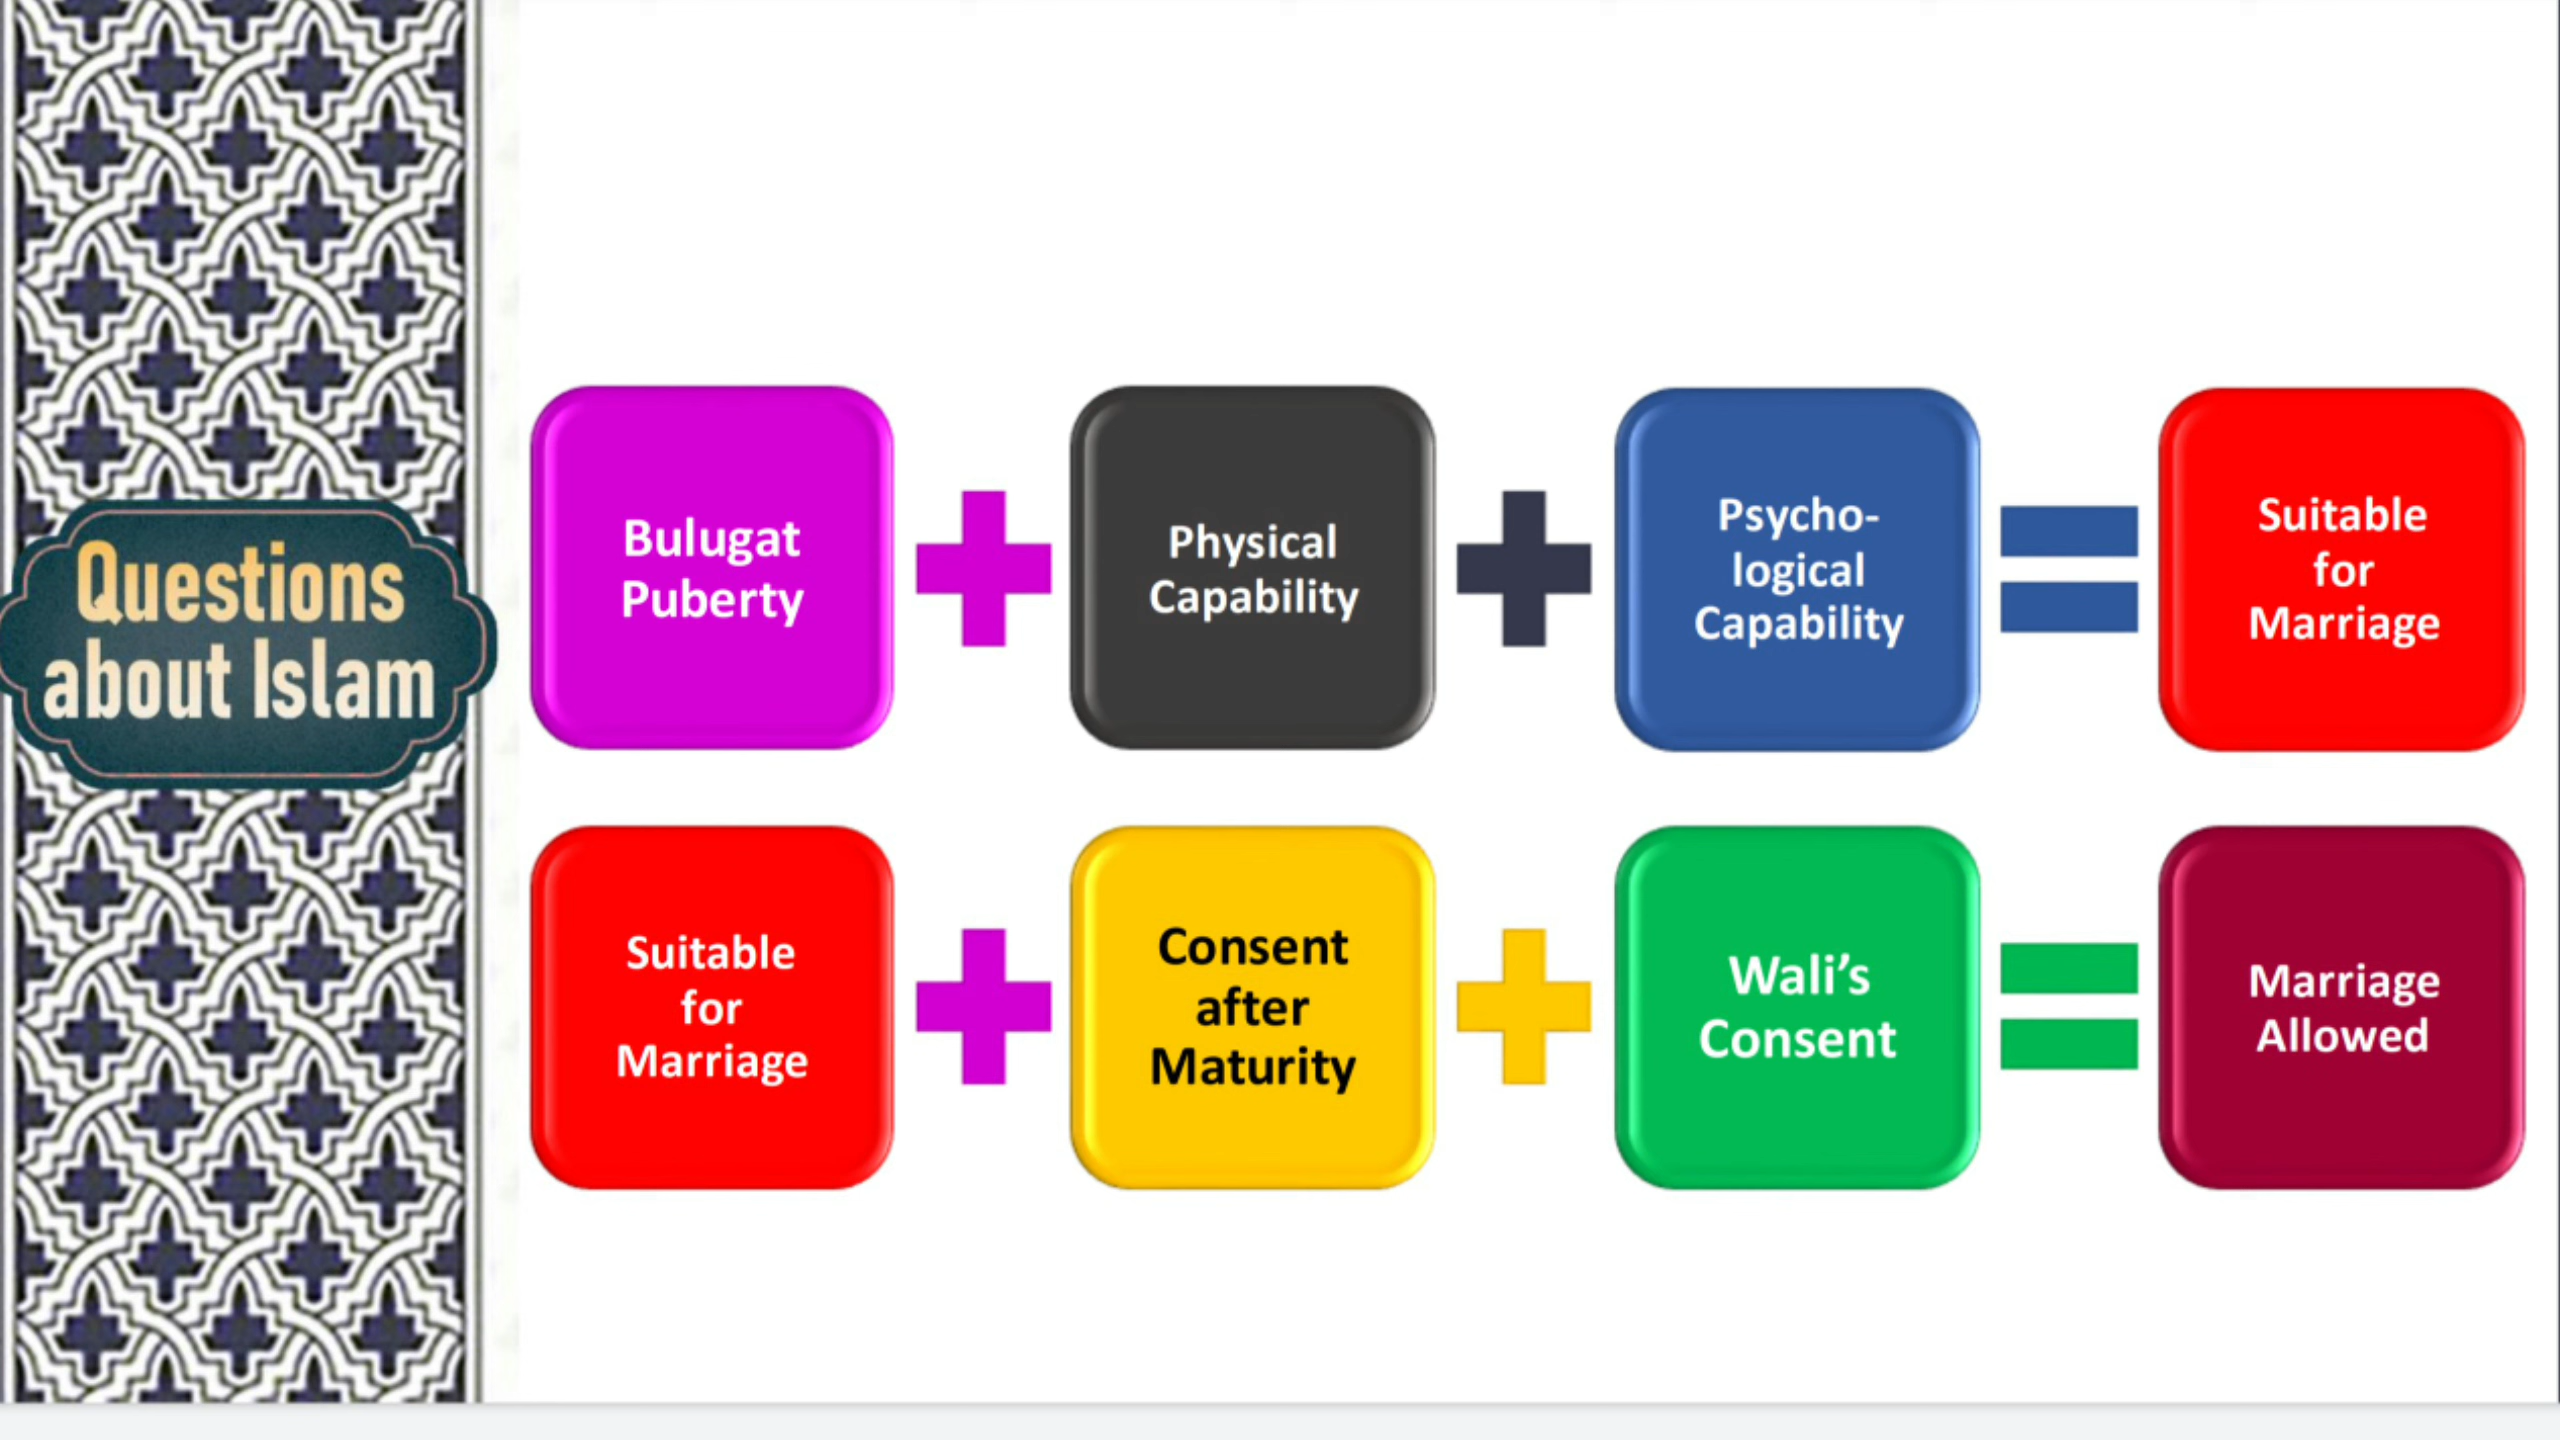 Questions
about Islam
Bulugat
Puberty
Physical
Capability
Psycho-
logical
Capability
Suitable
for
Marriage
Suitable
for
Marriage
Consent
after
Maturity
Wali’s
Consent
Marriage
Allowed